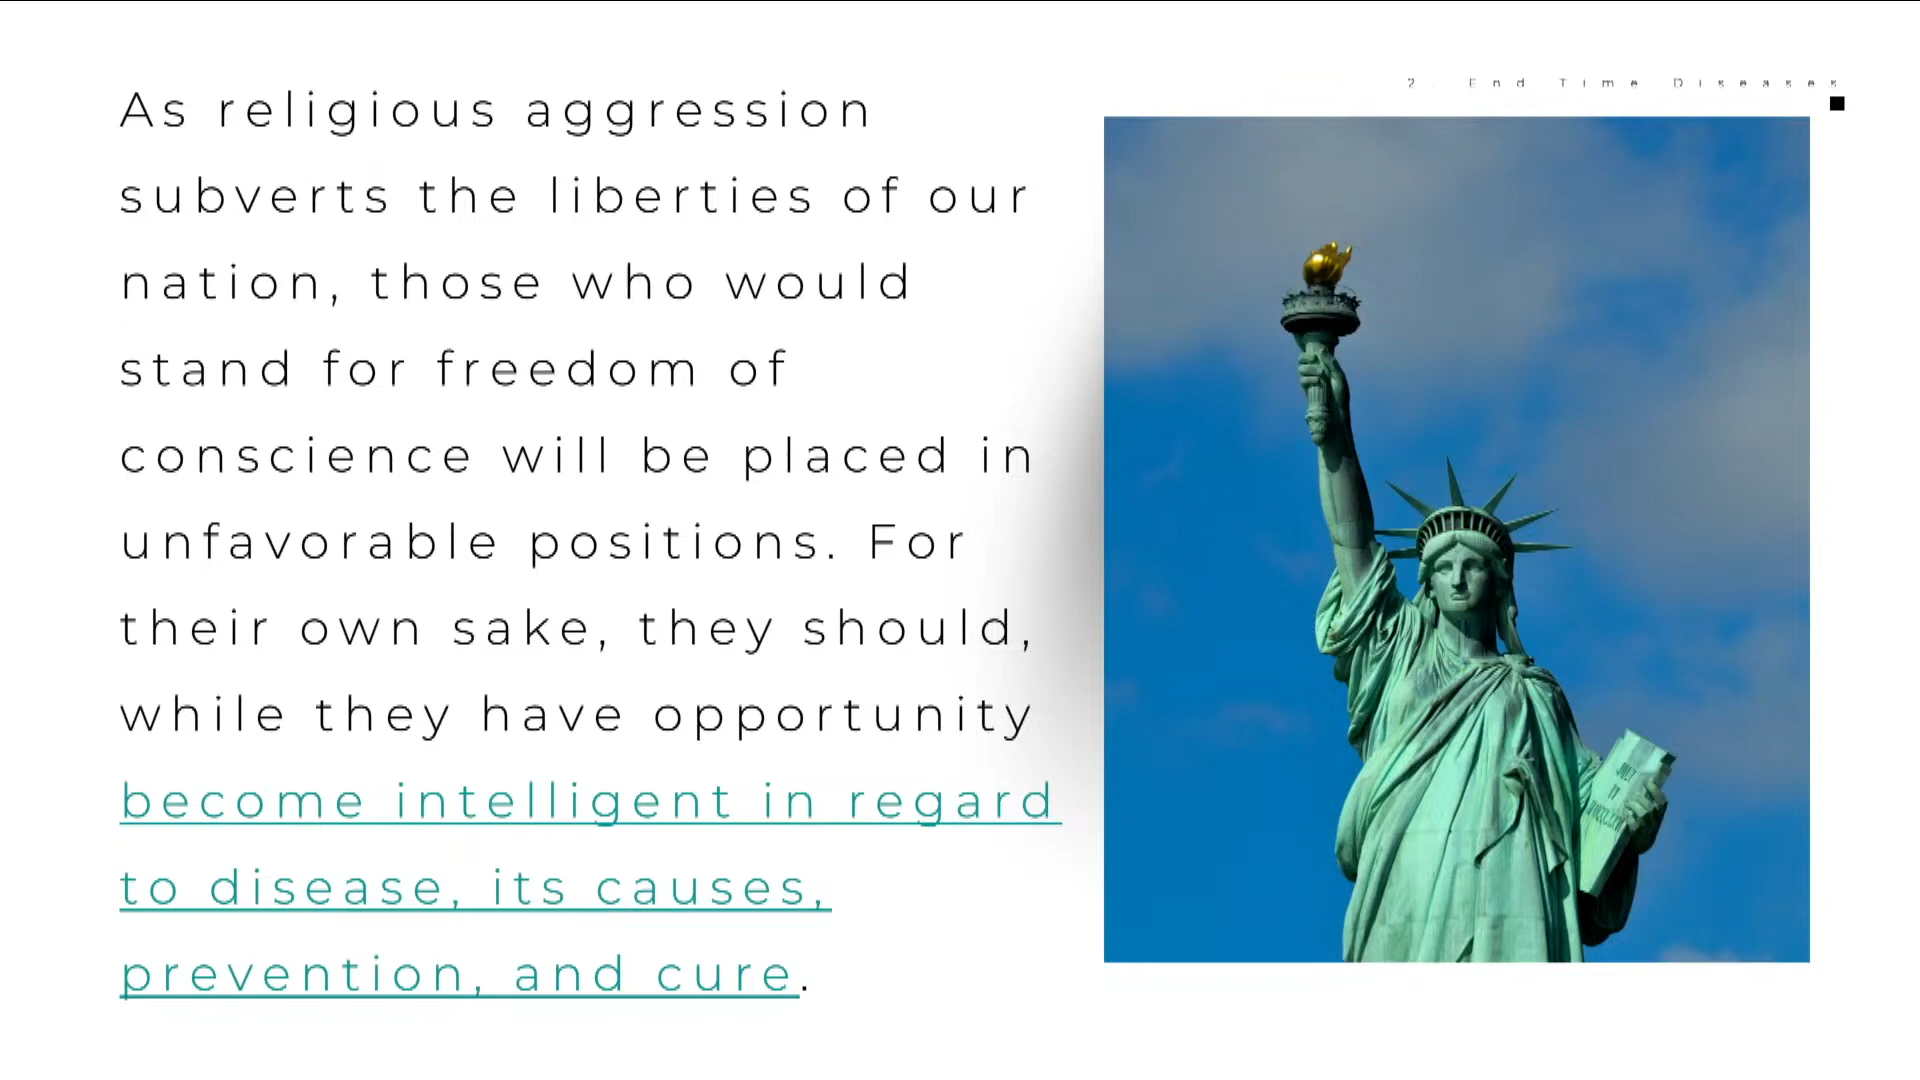 2. End Time Diseases
As religious aggression
subverts the liberties of our
nation, those who would
stand for freedom of
conscience will be placed in
unfavorable positions. For
their own sake, they should,
while they have opportunity
become intelligent in regard
to disease, its causes,
prevention, and cure.